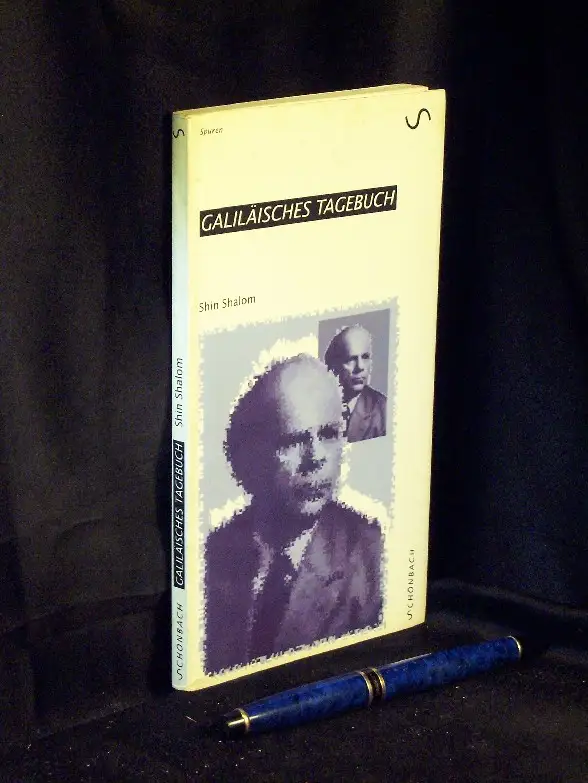 Spuren
S
GALILÄISCHES TAGEBUCH
Shin Shalom
SCHÖNBACH
S
SCHÖNBACH GALILÄISCHES TAGEBUCH Shin Shalom